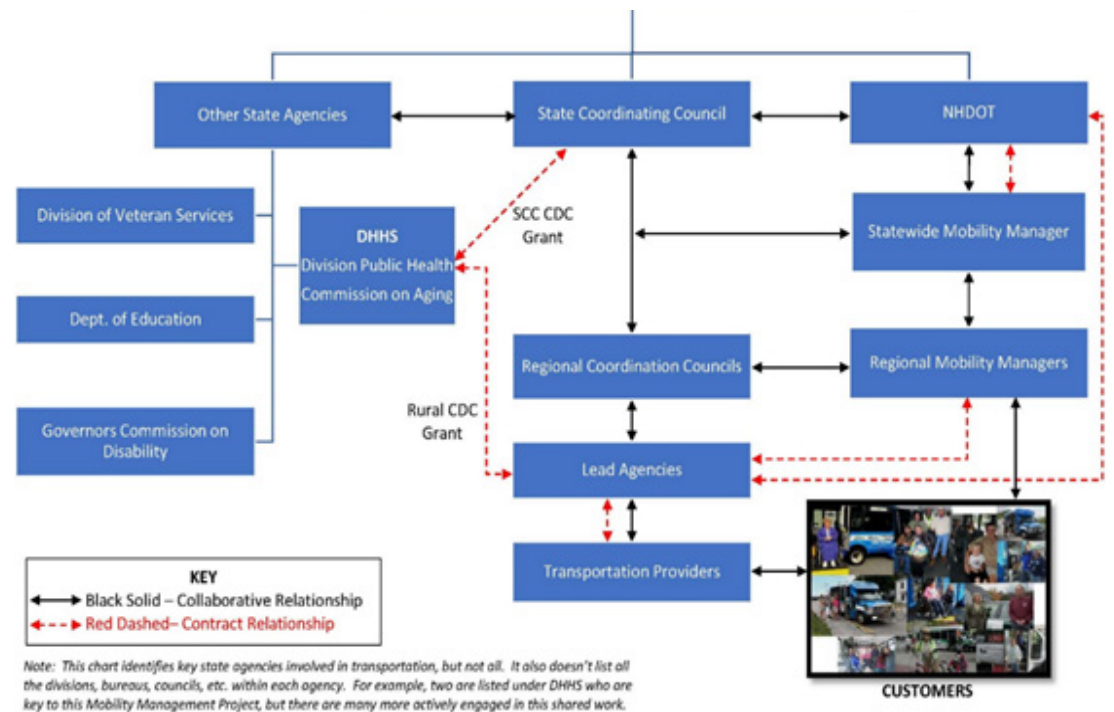 Other State Agencies
State Coordinating Council
NHDOT
Division of Veteran Services
DHHS
Division Public Health
Commission on Aging
SCC CDC
Grant
Statewide Mobility Manager
Dept. of Education
Regional Coordination Councils
Regional Mobility Managers
Governors Commission on
Disability
Rural CDC
Grant
Lead Agencies
Transportation Providers
KEY
Black Solid – Collaborative Relationship
Red Dashed– Contract Relationship
CUSTOMERS
Note: This chart identifies key state agencies involved in transportation, but not all. It also doesn't list all
the divisions, bureaus, councils, etc. within each agency. For example, two are listed under DHHS who are
key to this Mobility Management Project, but there are many more actively engaged in this shared work.